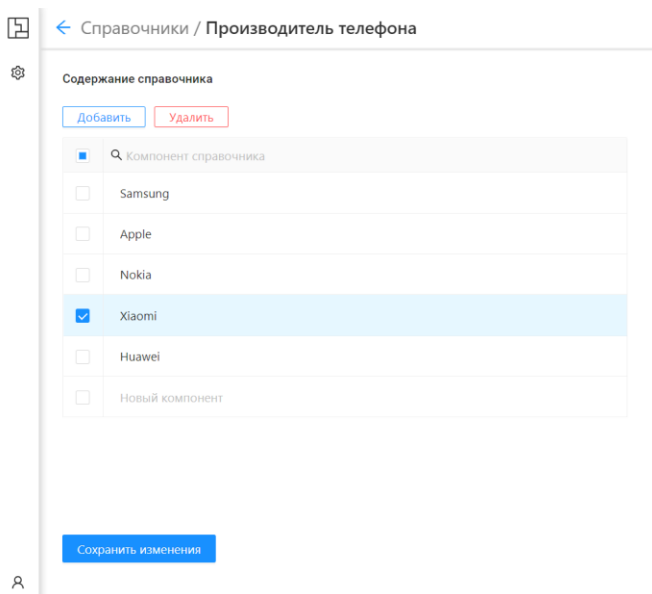 Справочники / Производитель телефона
Содержание справочника
Добавить Удалить
Компонент справочника
Samsung
Apple
Nokia
Xiaomi
Huawei
Новый компонент
Сохранить изменения